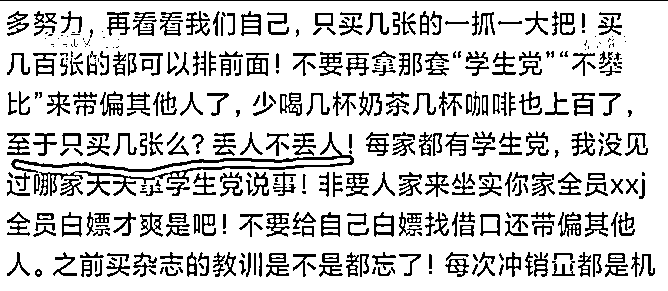 多努力，再看看我们自己，只买几张的一抓一大把！买
几百张的都可以排前面！不要再拿那套“学生党”“不攀
比”来带偏其他人了，少喝几杯奶茶几杯咖啡也上百了，
至于只买几张么？丢人不丢人！每家都有学生党，我没见
过哪家天天拿学生党说事！非要人家来坐实你家全员xxj
全员白嫖才爽是吧！不要给自己白嫖找借口还带偏其他
人。之前买杂志的教训是不是都忘了！每次冲销量都是机